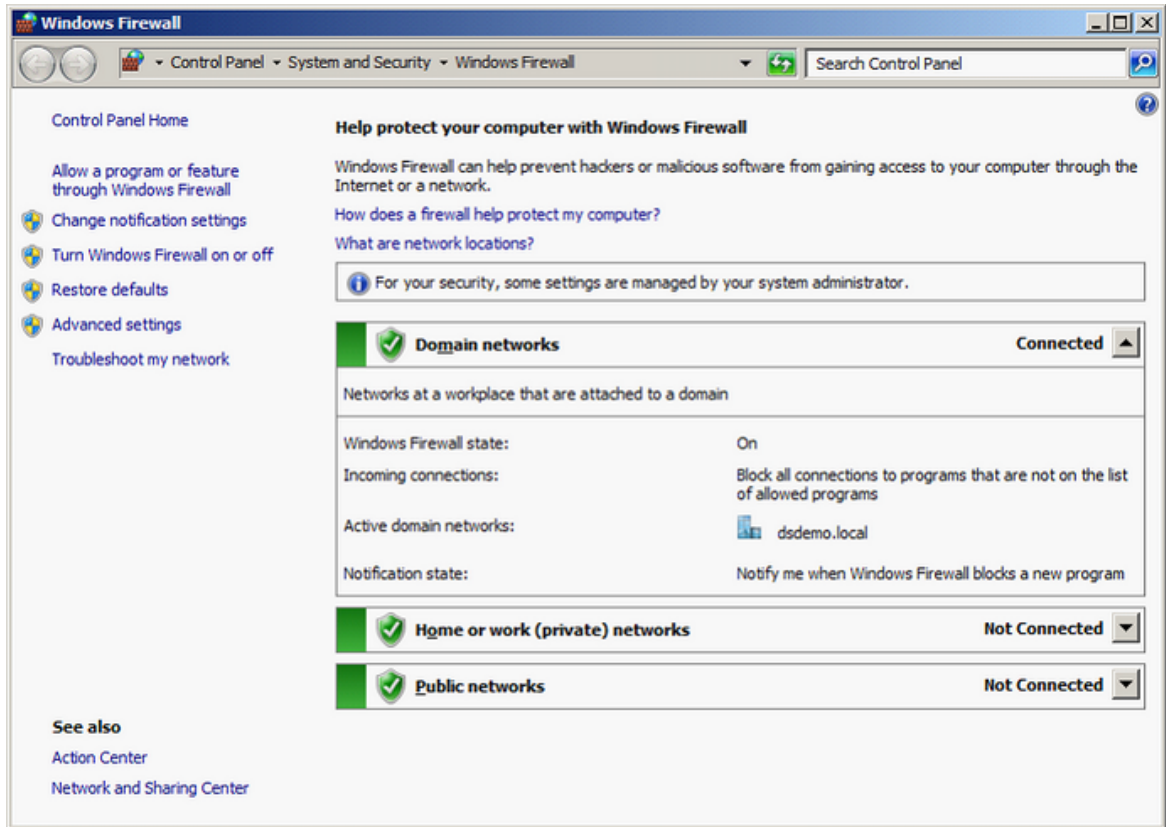 Windows Firewall
Control Panel
System and Security
Windows Firewall
Search Control Panel
Control Panel Home
Allow a program or feature
through Windows Firewall
Change notification settings
Turn Windows Firewall on or off
Restore defaults
Advanced settings
Troubleshoot my network
See also
Action Center
Network and Sharing Center
Help protect your computer with Windows Firewall
Windows Firewall can help prevent hackers or malicious software from gaining access to your computer through the
Internet or a network.
How does a firewall help protect my computer?
What are network locations?
For your security, some settings are managed by your system administrator.
Domain networks Connected
Networks at a workplace that are attached to a domain
Windows Firewall state: On
Incoming connections: Block all connections to programs that are not on the list
of allowed programs
Active domain networks: dsdemo.local
Notification state: Notify me when Windows Firewall blocks a new program
Home or work (private) networks Not Connected
Public networks Not Connected